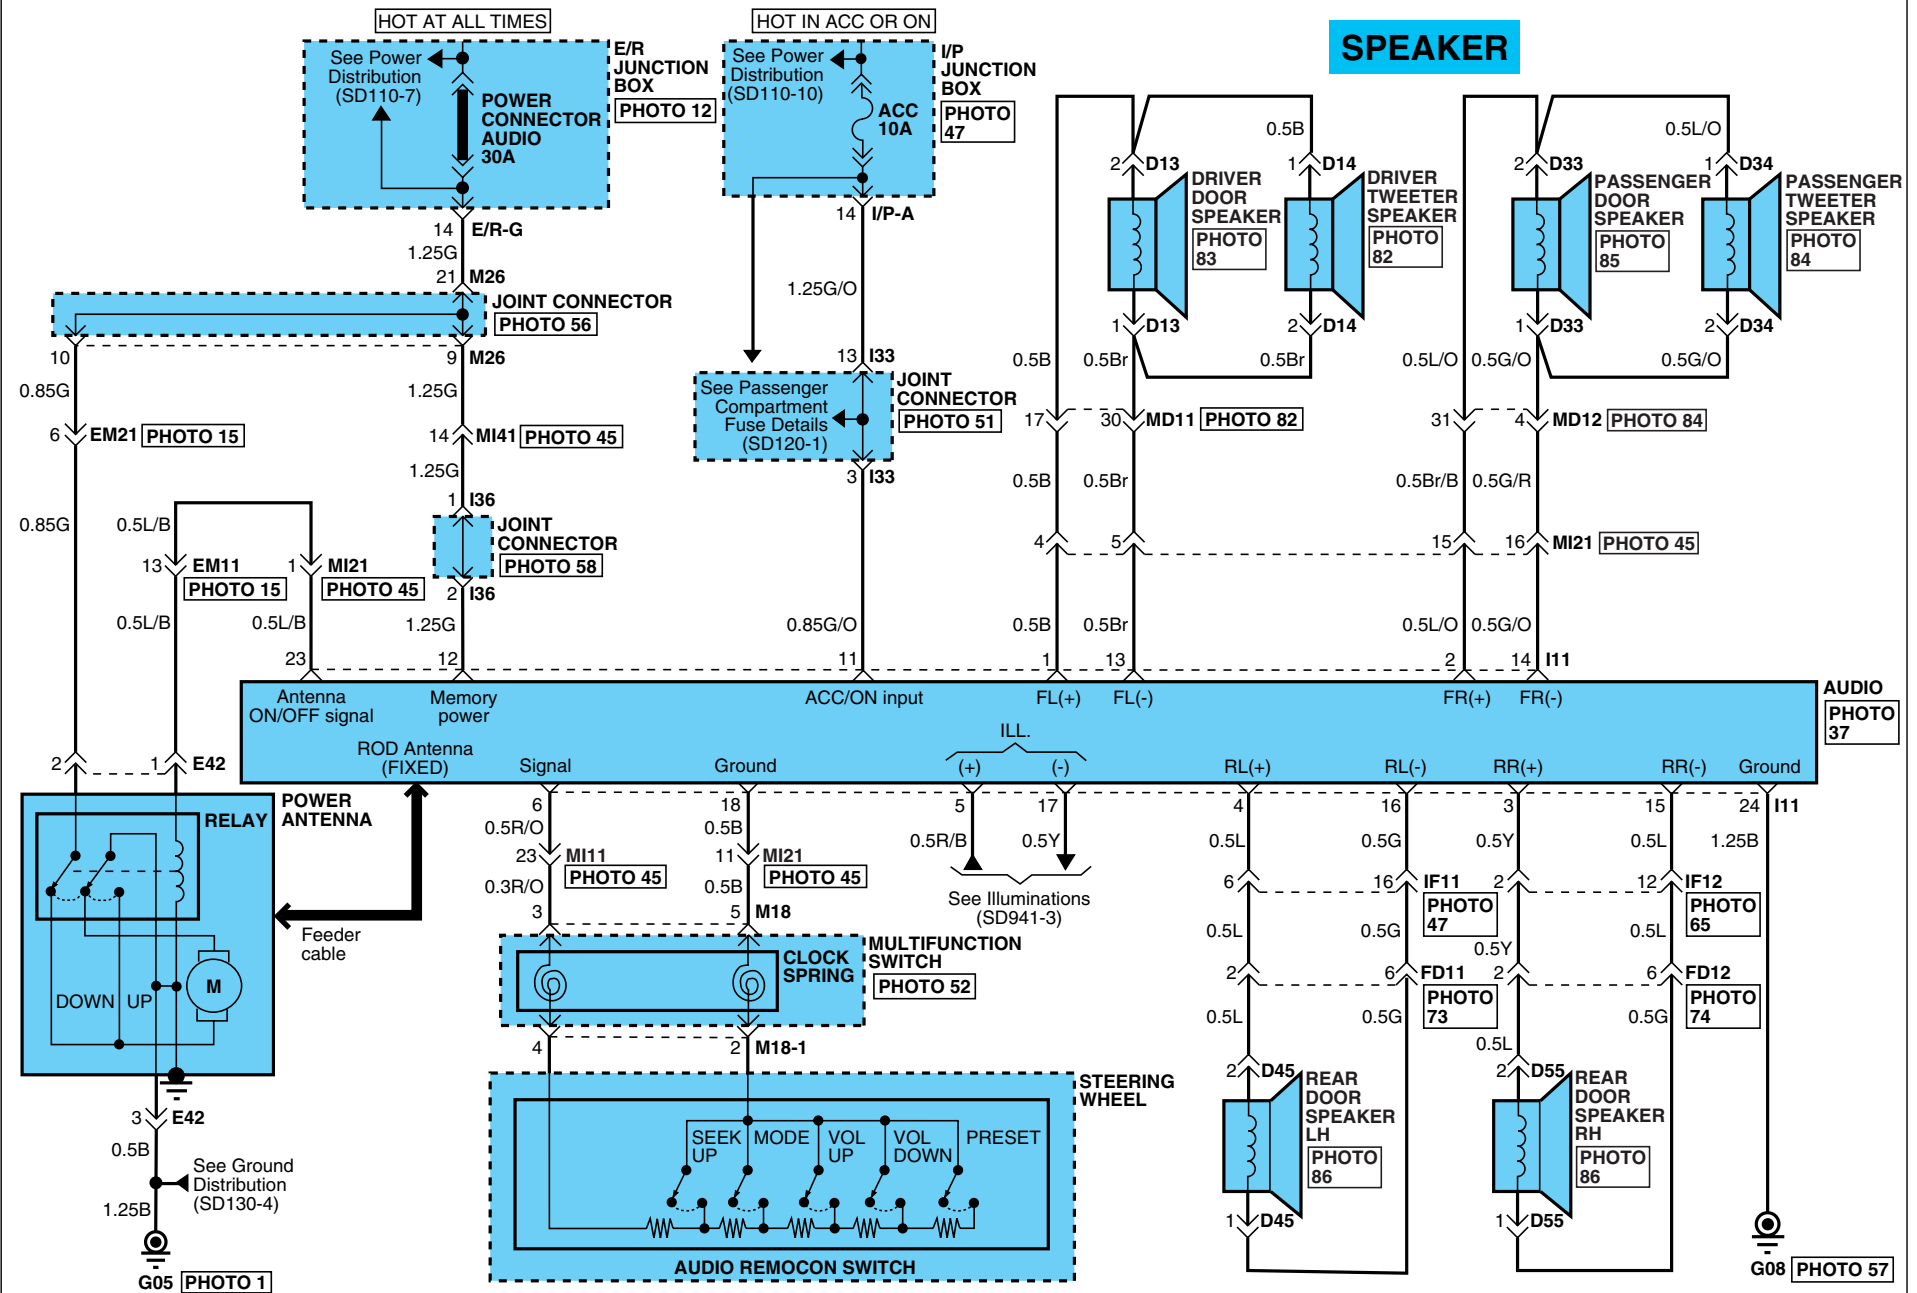 HOT AT ALL TIMES
HOT IN ACC OR ON
SPEAKER
See Power
Distribution
(SD110-7)
POWER
CONNECTOR
AUDIO
30A
E/R
JUNCTION
BOX
PHOTO 12
See Power
Distribution
(SD110-10)
ACC
10A
I/P
JUNCTION
BOX
PHOTO
47
14 E/R-G
1.25G
21 M26
JOINT CONNECTOR
PHOTO 56
10
9 M26
0.85G
1.25G
6 EM21 PHOTO 15
14 MI41 PHOTO 45
1.25G
1 I36
JOINT
CONNECTOR
PHOTO 58
2 I36
1.25G
12
0.85G
0.5L/B
13 EM11
PHOTO 15
1 MI21
PHOTO 45
0.5L/B
0.5L/B
23
14 I/P-A
1.25G/O
13 I33
See Passenger
Compartment
Fuse Details
(SD120-1)
JOINT
CONNECTOR
PHOTO 51
3 I33
0.85G/O
11
0.5B
2 D13
1 D14
DRIVER
DOOR
SPEAKER
PHOTO
83
DRIVER
TWEETER
SPEAKER
PHOTO
82
1 D13
2 D14
0.5B
0.5Br
0.5Br
17
30 MD11 PHOTO 82
0.5B
0.5Br
4
5
0.5B
0.5Br
1
13
0.5L/O
2 D33
1 D34
PASSENGER
DOOR
SPEAKER
PHOTO
85
PASSENGER
TWEETER
SPEAKER
PHOTO
84
1 D33
2 D34
0.5L/O
0.5G/O
0.5G/O
31
4 MD12 PHOTO 84
0.5Br/B
0.5G/R
15
16 MI21 PHOTO 45
0.5L/O
0.5G/O
2
14 I11
Antenna
ON/OFF signal
Memory
power
ACC/ON input
FL(+)
FL(-)
FR(+)
FR(-)
AUDIO
PHOTO
37
ROD Antenna
(FIXED)
Signal
Ground
ILL.
(+)
(-)
RL(+)
RL(-)
RR(+)
RR(-)
Ground
2
1 E42
POWER
ANTENNA
RELAY
DOWN
UP
M
Feeder
cable
3 E42
0.5B
See Ground
Distribution
(SD130-4)
1.25B
G05 PHOTO 1
6
18
0.5R/O
0.5B
23 MI11
PHOTO 45
11 MI21
PHOTO 45
0.3R/O
0.5B
3
5 M18
CLOCK
SPRING
MULTIFUNCTION
SWITCH
PHOTO 52
4
2 M18-1
STEERING
WHEEL
SEEK
UP
MODE
VOL
UP
VOL
DOWN
PRESET
AUDIO REMOCON SWITCH
5
17
0.5R/B
0.5Y
See Illuminations
(SD941-3)
4
16
3
15
24 I11
0.5L
0.5G
0.5Y
0.5L
1.25B
6
16 IF11
PHOTO
47
2
12 IF12
PHOTO
65
0.5L
0.5G
0.5Y
0.5L
2
6 FD11
PHOTO
73
2
6 FD12
PHOTO
74
0.5L
0.5G
0.5L
0.5G
2 D45
REAR
DOOR
SPEAKER
LH
PHOTO
86
1 D45
2 D55
REAR
DOOR
SPEAKER
RH
PHOTO
86
1 D55
G08 PHOTO 57